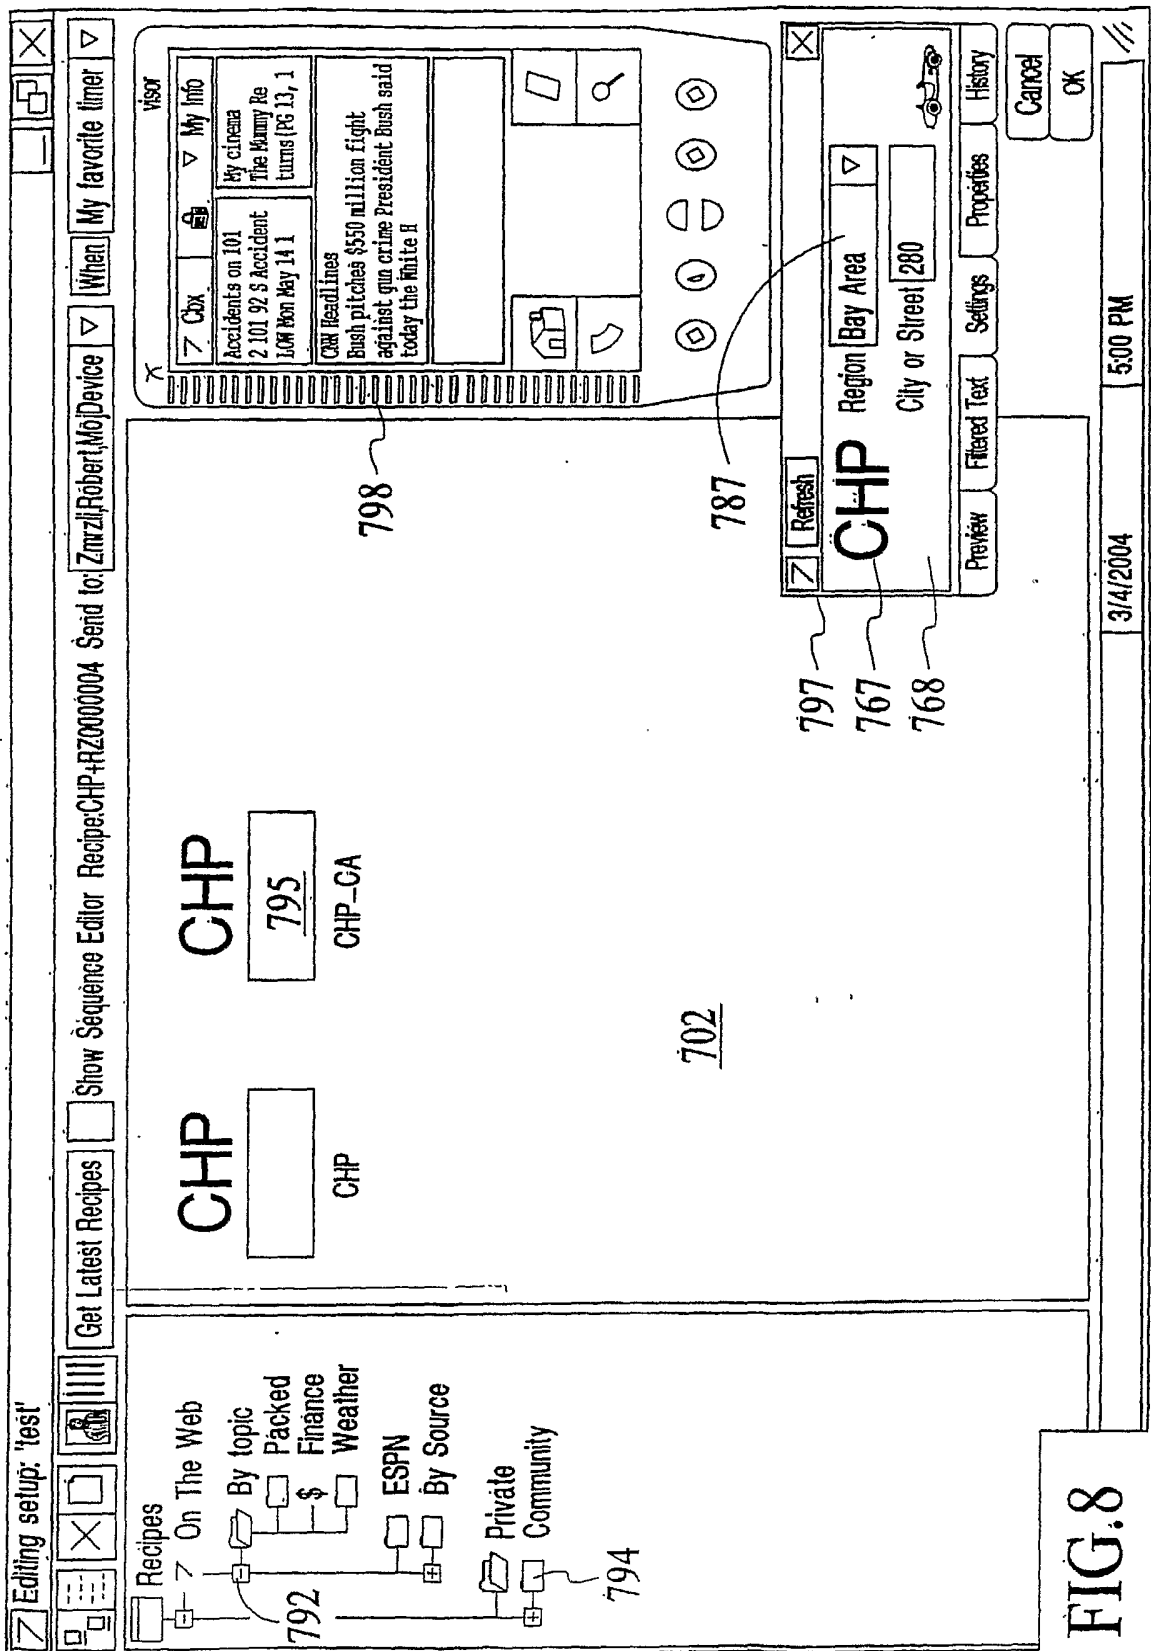 Editing setup: 'test'
Get Latest Recipes
Show Sequence Editor Recipe:CHP+RZ0000004 Send to: Zmrzli,Robert,MojDevice
When
My favorite timer
Recipes
On The Web
By topic
Packed
$ Finance
Weather
ESPN
By Source
Private
Community
792
794
CHP
CHP
CHP
795
CHP-CA
702
visor
Cbx
My Info
Accidents on 101
2 101 92 S Accident
LOW Mon May 14 1
My cinema
The Mummy Re
turns(PG 13, 1
CNN Headlines
Bush pitches $550 million fight
against gun crime President Bush said
today the White H
798
787
Refresh
CHP
Region Bay Area
City or Street 280
797
767
768
Preview
Filtered Text
Settings
Properties
History
Cancel
OK
3/4/2004
5:00 PM
FIG.8